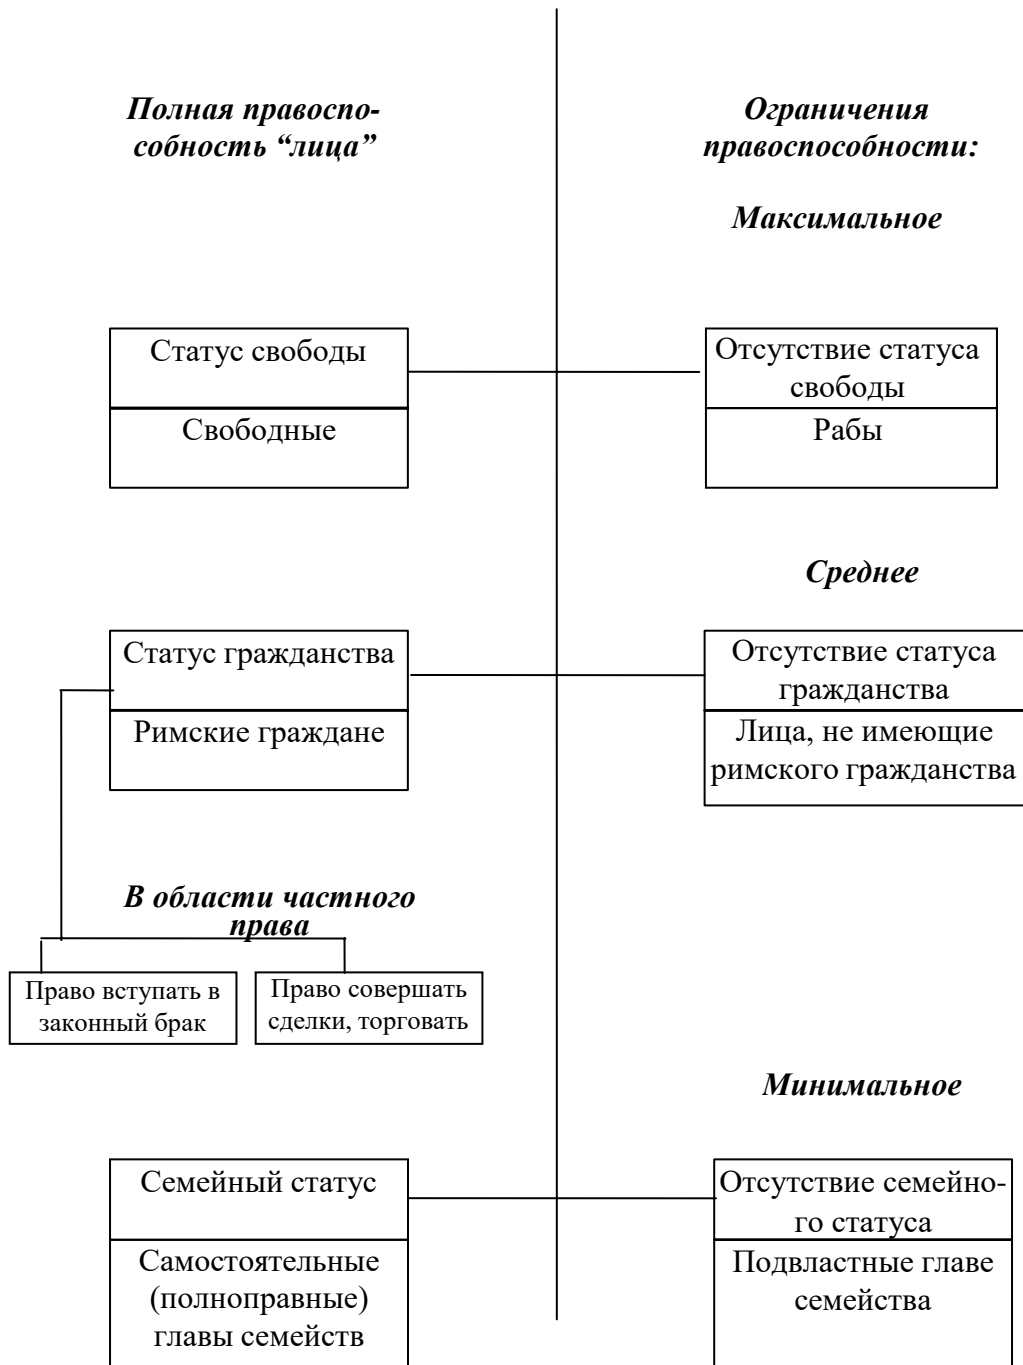 Полная правоспо-
собность “лица”
Ограничения
правоспособности:
Максимальное
Статус свободы
Свободные
Отсутствие статуса
свободы
Рабы
Среднее
Статус гражданства
Римские граждане
Отсутствие статуса
гражданства
Лица, не имеющие
римского гражданства
В области частного
права
Право вступать в
законный брак
Право совершать
сделки, торговать
Минимальное
Семейный статус
Самостоятельные
(полноправные)
главы семейств
Отсутствие семейно-
го статуса
Подвластные главе
семейства